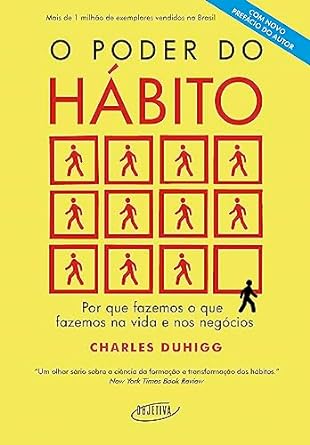 Mais de 1 milhão de exemplares vendidos no Brasil
COM NOVO
PREFÁCIO DO AUTOR
O PODER DO
HÁBITO
Por que fazemos o que
fazemos na vida e nos negócios
CHARLES DUHIGG
"Um olhar sério sobre a ciência da formação e transformação dos hábitos."
New York Times Book Review
OBJETIVA